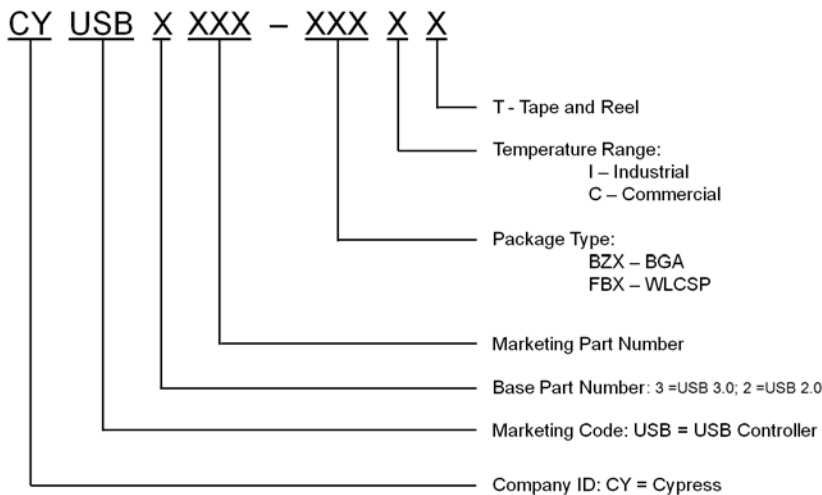 CY USB X XXX – XXX X X
T - Tape and Reel
Temperature Range:
I – Industrial
C – Commercial
Package Type:
BZX – BGA
FBX – WLCSP
Marketing Part Number
Base Part Number: 3 =USB 3.0; 2 =USB 2.0
Marketing Code: USB = USB Controller
Company ID: CY = Cypress